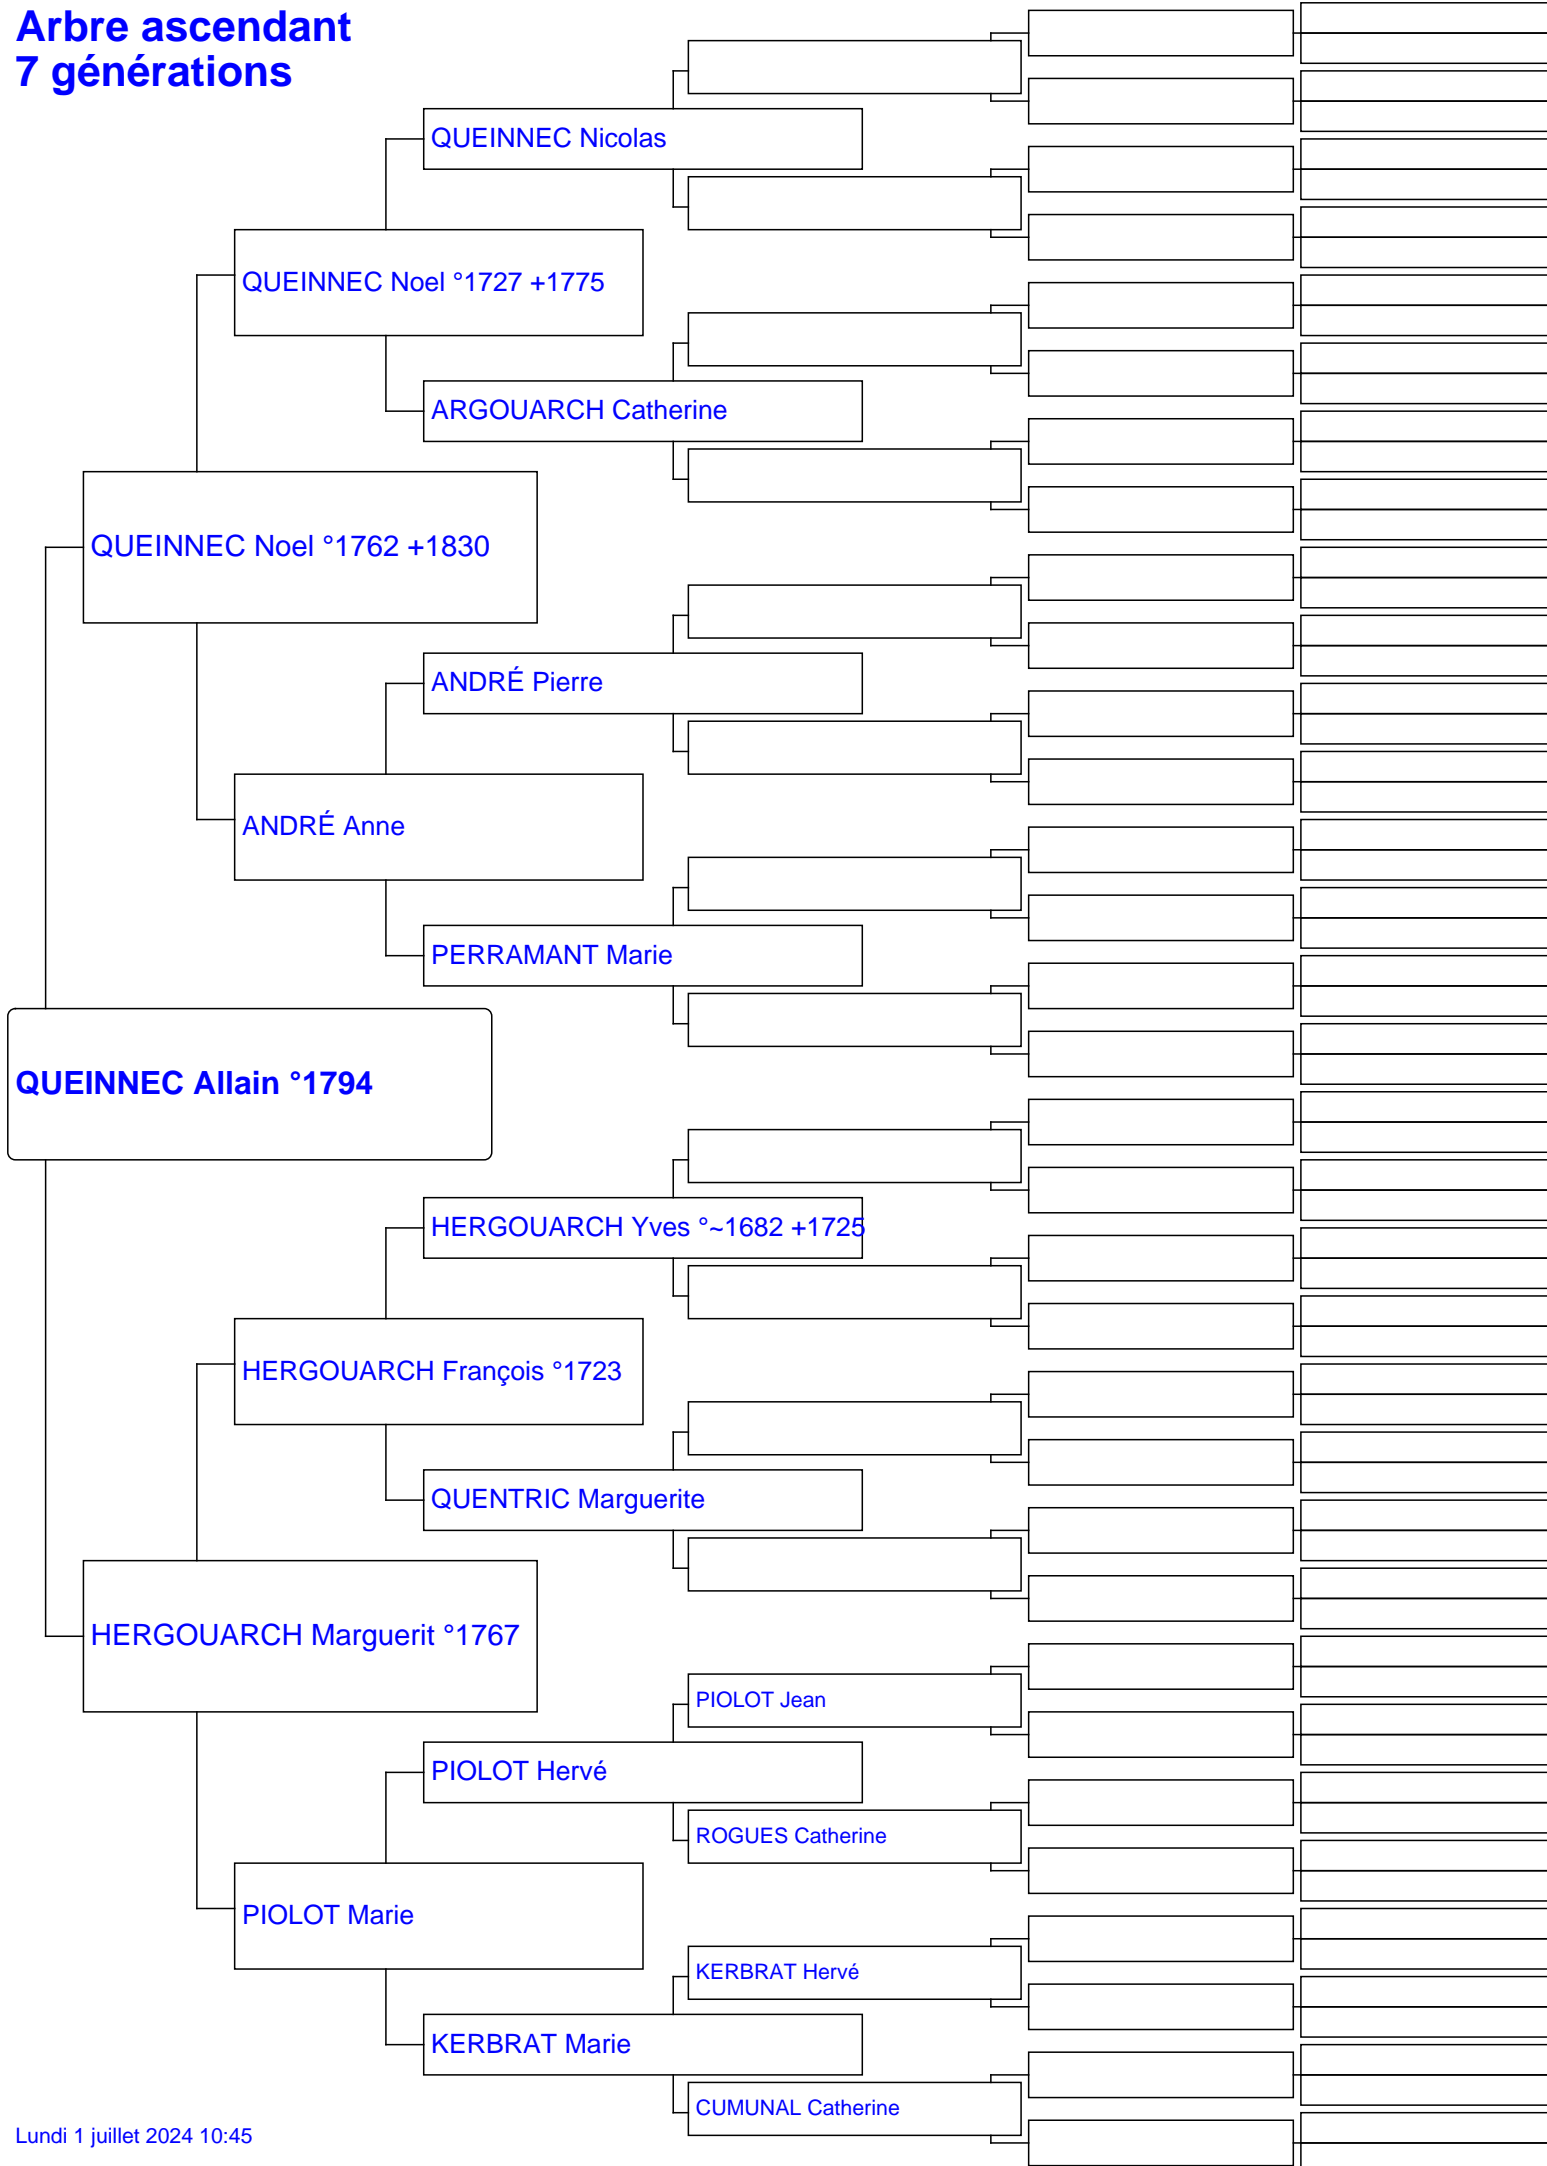 Arbre ascendant
7 générations
QUEINNEC Nicolas
QUEINNEC Noel °1727 +1775
ARGOUARCH Catherine
QUEINNEC Noel °1762 +1830
ANDRÉ Pierre
ANDRÉ Anne
PERRAMANT Marie
QUEINNEC Allain °1794
HERGOUARCH Yves °~1682 +1725
HERGOUARCH François °1723
QUENTRIC Marguerite
HERGOUARCH Marguerit °1767
PIOLOT Jean
PIOLOT Hervé
ROGUES Catherine
PIOLOT Marie
KERBRAT Hervé
KERBRAT Marie
CUMUNAL Catherine
Lundi 1 juillet 2024 10:45